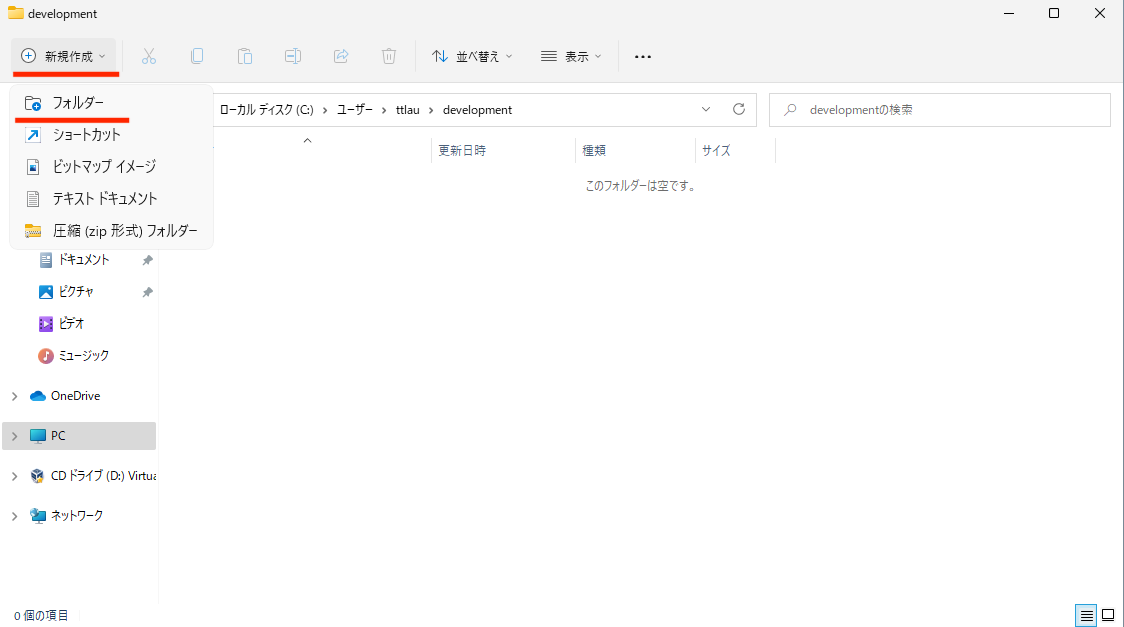 development
新規作成
並べ替え
表示
フォルダー
ショートカット
ビットマップ イメージ
テキスト ドキュメント
圧縮 (zip 形式) フォルダー
ローカル ディスク (C:) › ユーザー › ttlau › development
developmentの検索
更新日時
種類
サイズ
このフォルダーは空です。
ドキュメント
ピクチャ
ビデオ
ミュージック
OneDrive
PC
CD ドライブ (D:) Virtua
ネットワーク
0 個の項目